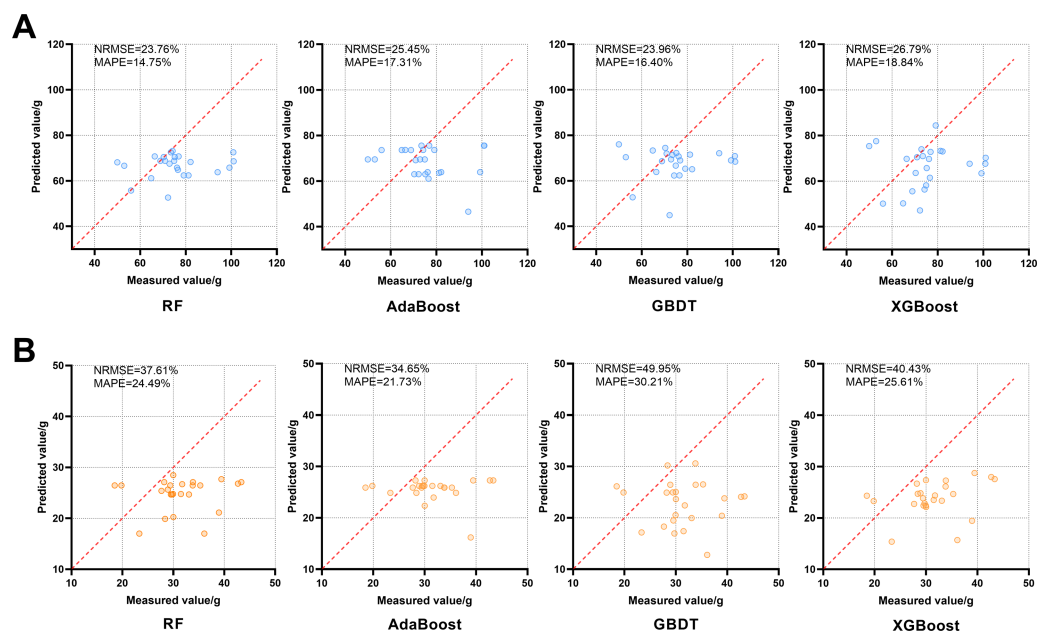 A
NRMSE=23.76%
MAPE=14.75%
120
100
80
60
40
Predicted value/g
40 60 80 100 120
Measured value/g
RF
NRMSE=25.45%
MAPE=17.31%
120
100
80
60
40
Predicted value/g
40 60 80 100 120
Measured value/g
AdaBoost
NRMSE=23.96%
MAPE=16.40%
120
100
80
60
40
Predicted value/g
40 60 80 100 120
Measured value/g
GBDT
NRMSE=26.79%
MAPE=18.84%
120
100
80
60
40
Predicted value/g
40 60 80 100 120
Measured value/g
XGBoost
B
NRMSE=37.61%
MAPE=24.49%
50
40
30
20
10
Predicted value/g
10 20 30 40 50
Measured value/g
RF
NRMSE=34.65%
MAPE=21.73%
50
40
30
20
10
Predicted value/g
10 20 30 40 50
Measured value/g
AdaBoost
NRMSE=49.95%
MAPE=30.21%
50
40
30
20
10
Predicted value/g
10 20 30 40 50
Measured value/g
GBDT
NRMSE=40.43%
MAPE=25.61%
50
40
30
20
10
Predicted value/g
10 20 30 40 50
Measured value/g
XGBoost